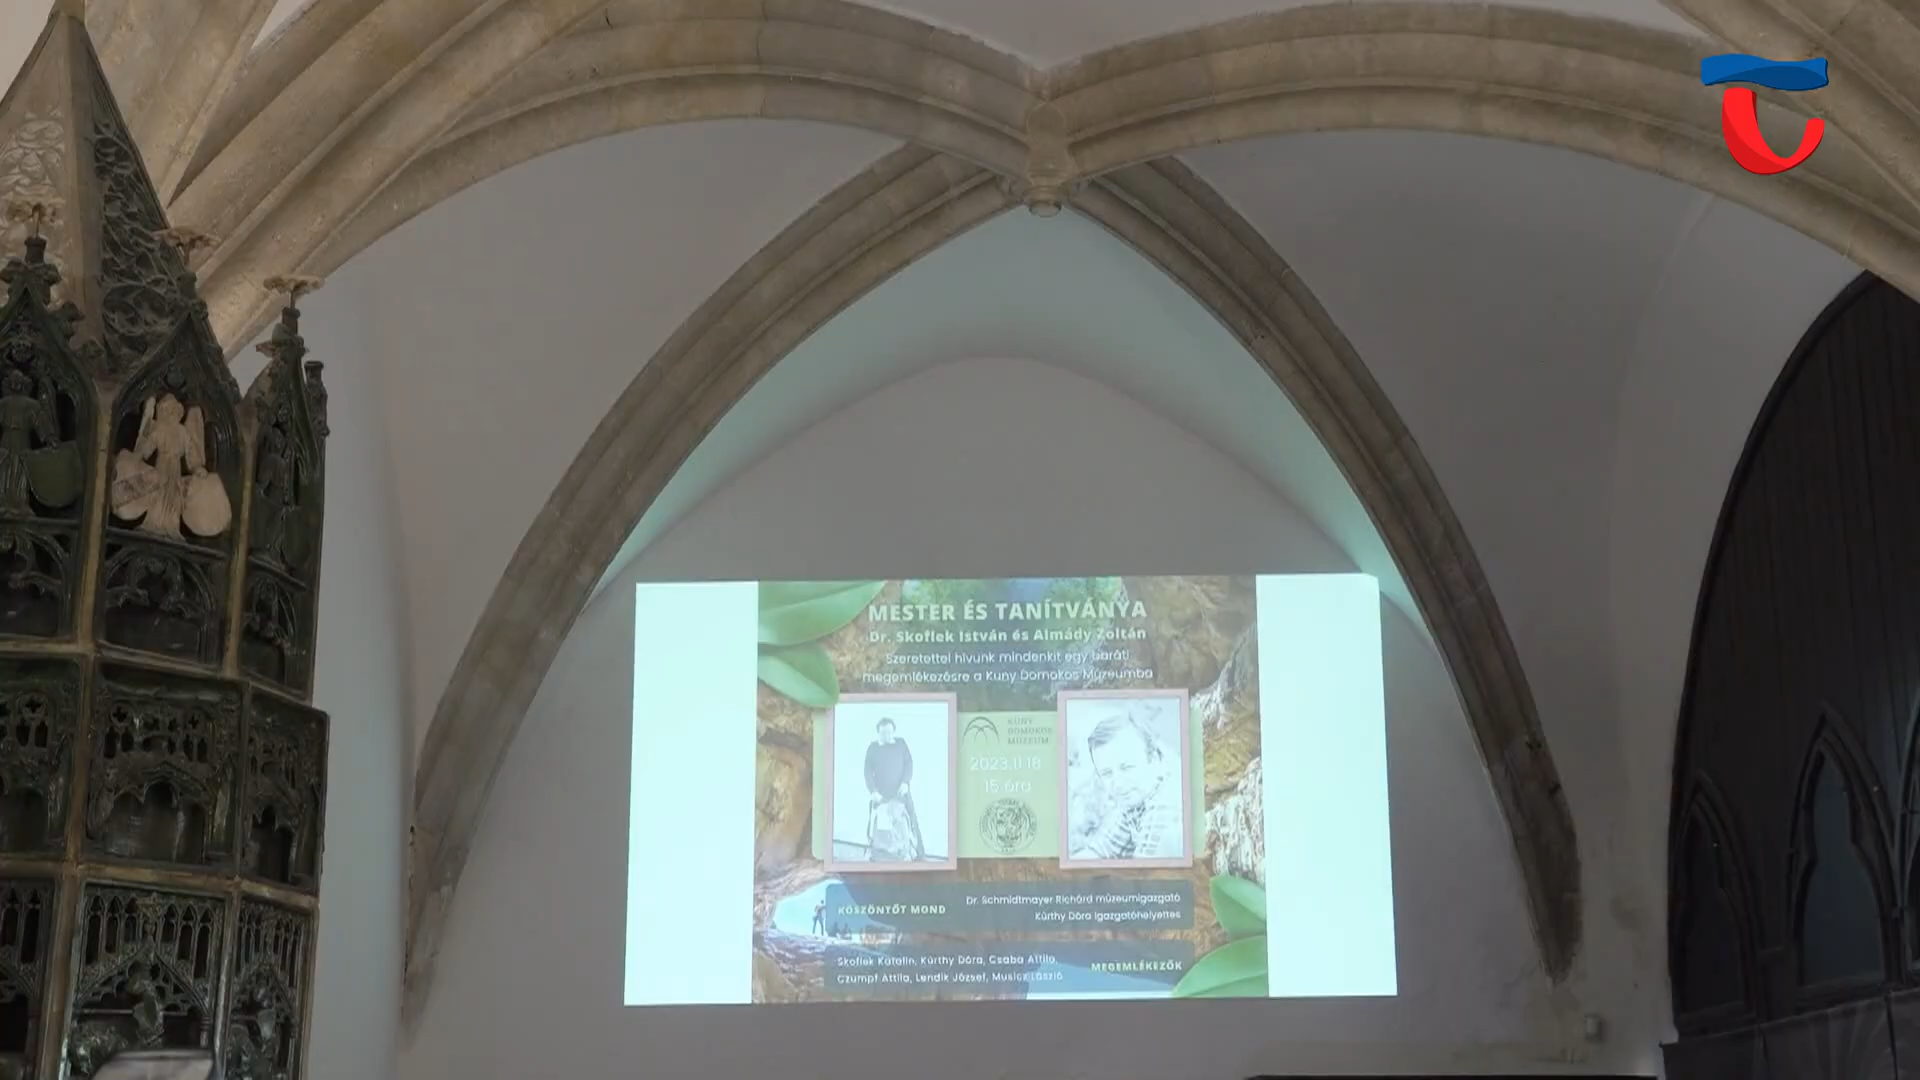 MESTER ÉS TANÍTVÁNYA
Dr. Skoflek István és Almády Zoltán
Szeretettel hívunk mindenkit egy baráti
megemlékezésre a Kuny Domokos Múzeumba
KUNY
DOMOKOS
MÚZEUM
2023.11.18
15 óra
KÖSZÖNTŐT MOND
Dr. Schmidtmayer Richárd múzeumigazgató
Kürthy Dóra igazgatóhelyettes
Skoflek Katalin, Kürthy Dóra, Csaba Attila,
Czumpf Attila, Lendik József, Musicz László
MEGEMLÉKEZŐK